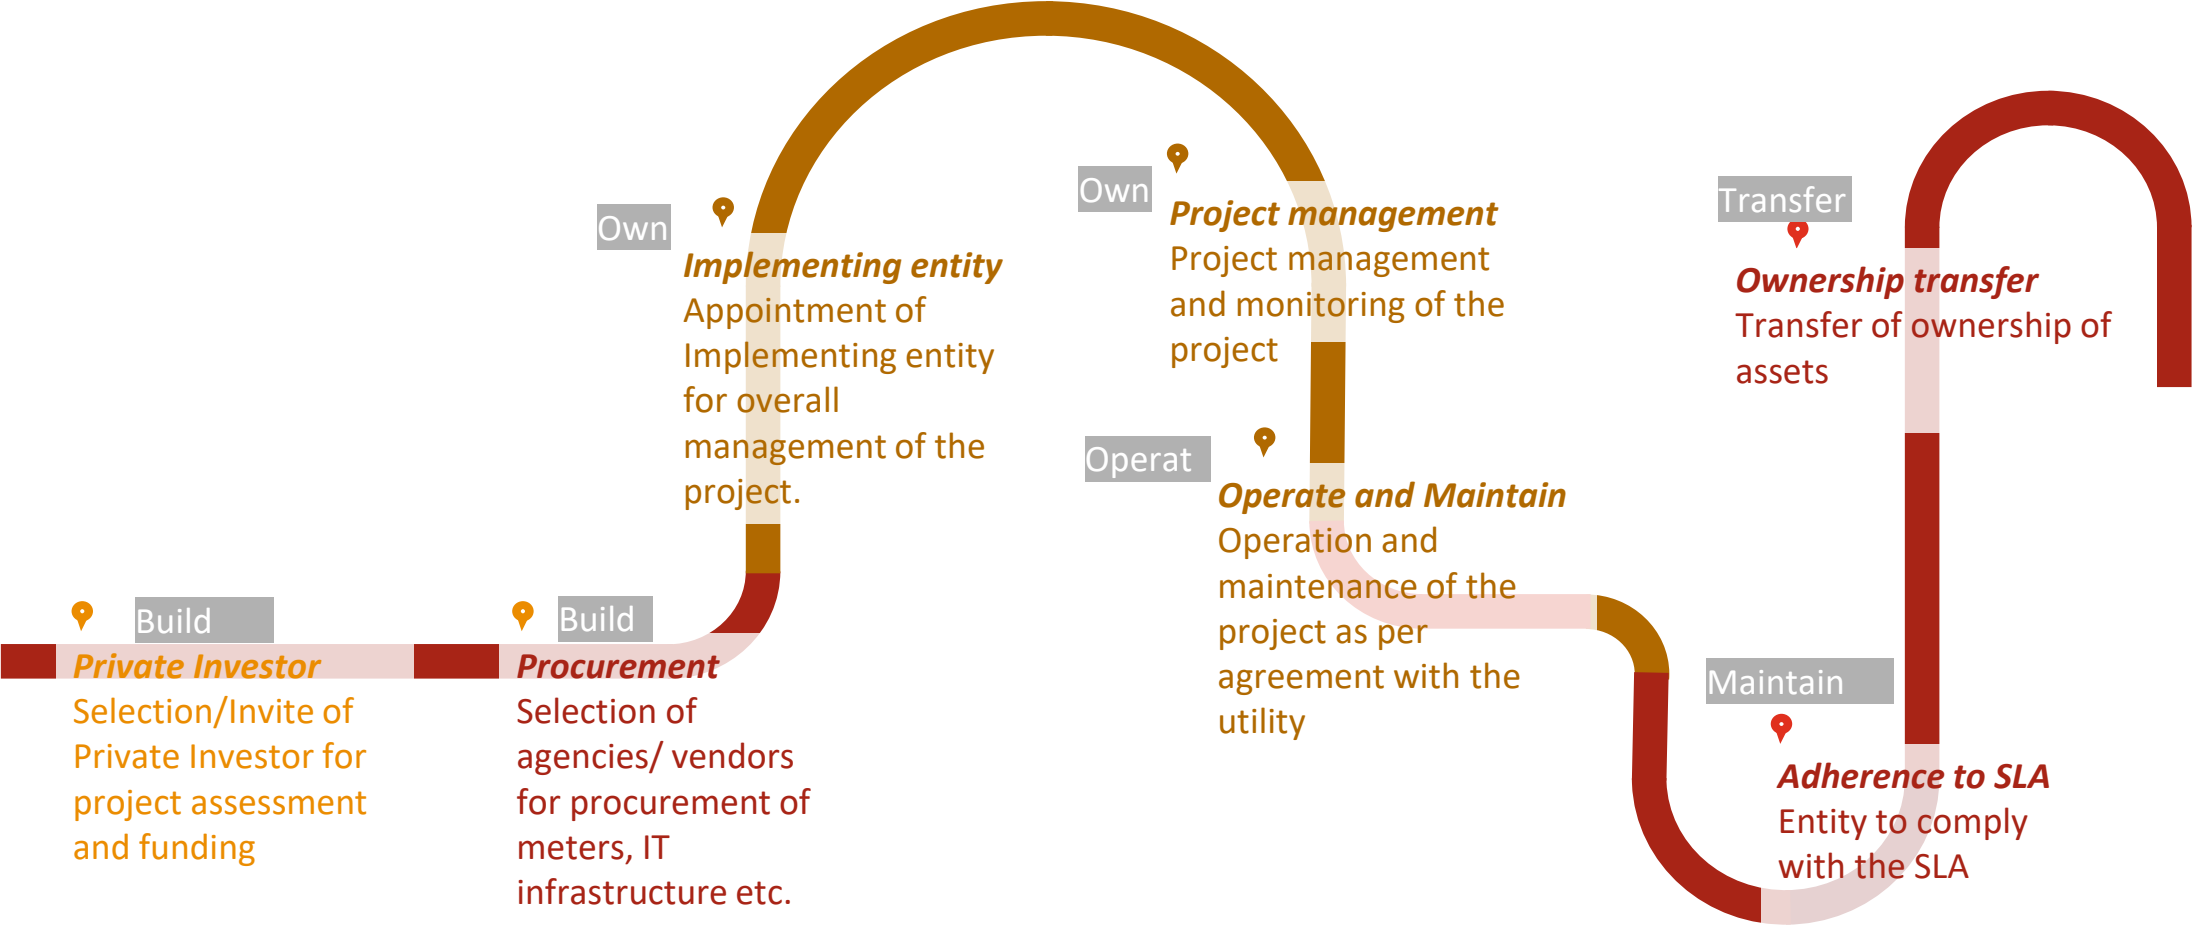 Build
Private Investor
Selection/Invite of
Private Investor for
project assessment
and funding
Build
Procurement
Selection of
agencies/ vendors
for procurement of
meters, IT
infrastructure etc.
Own
Implementing entity
Appointment of
Implementing entity
for overall
management of the
project.
Own
Project management
Project management
and monitoring of the
project
Operat
Operate and Maintain
Operation and
maintenance of the
project as per
agreement with the
utility
Maintain
Adherence to SLA
Entity to comply
with the SLA
Transfer
Ownership transfer
Transfer of ownership of
assets